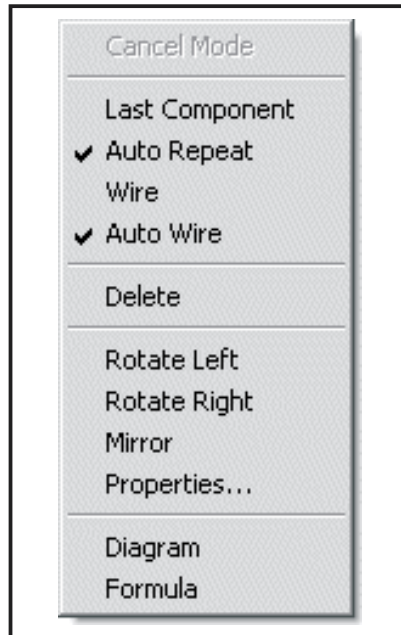 Cancel Mode
Last Component
Auto Repeat
Wire
Auto Wire
Delete
Rotate Left
Rotate Right
Mirror
Properties...
Diagram
Formula